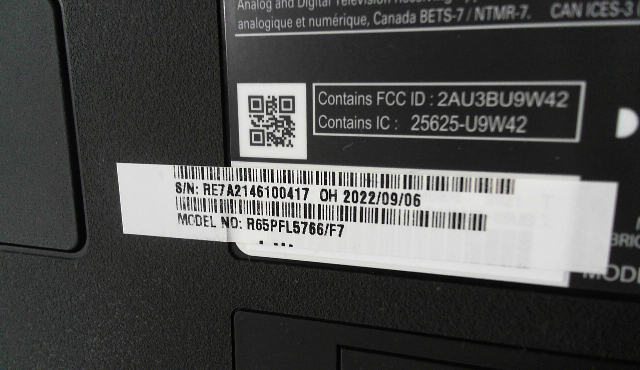 Analog and Digital Television
analogique et numérique, Canada BETS-7 / NTMR-7. CAN ICES-3
Contains FCC ID : 2AU3BU9W42
Contains IC : 25625-U9W42
S/N: RE7A2146100417 OH 2022/09/06
MODEL NO: R65PFL5766/F7
MODE